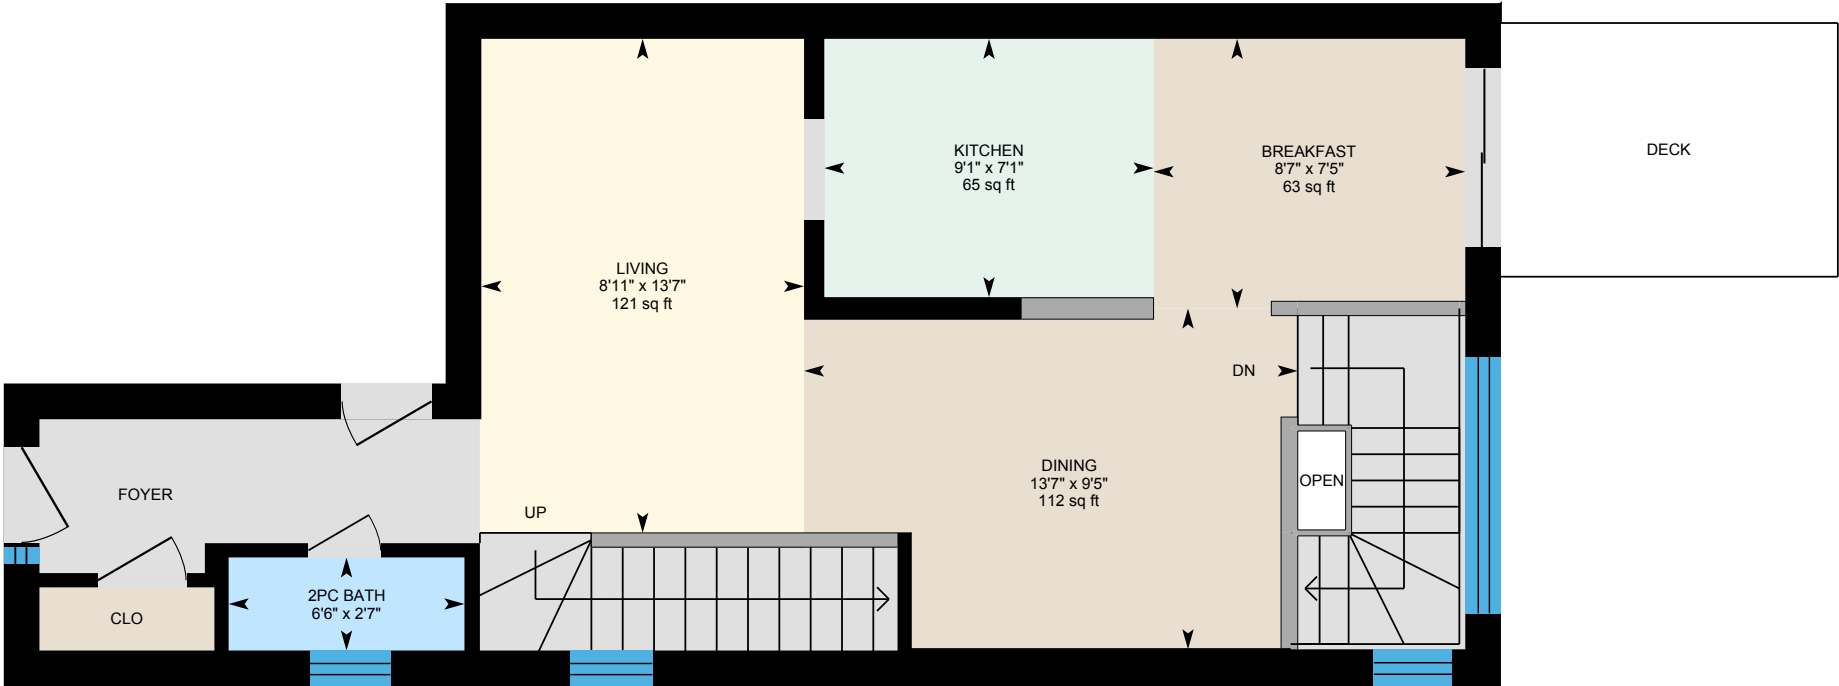 KITCHEN
9'1" x 7'1"
65 sq ft
BREAKFAST
8'7" x 7'5"
63 sq ft
DECK
LIVING
8'11" x 13'7"
121 sq ft
DN
DINING
13'7" x 9'5"
112 sq ft
OPEN
FOYER
UP
2PC BATH
6'6" x 2'7"
CLO